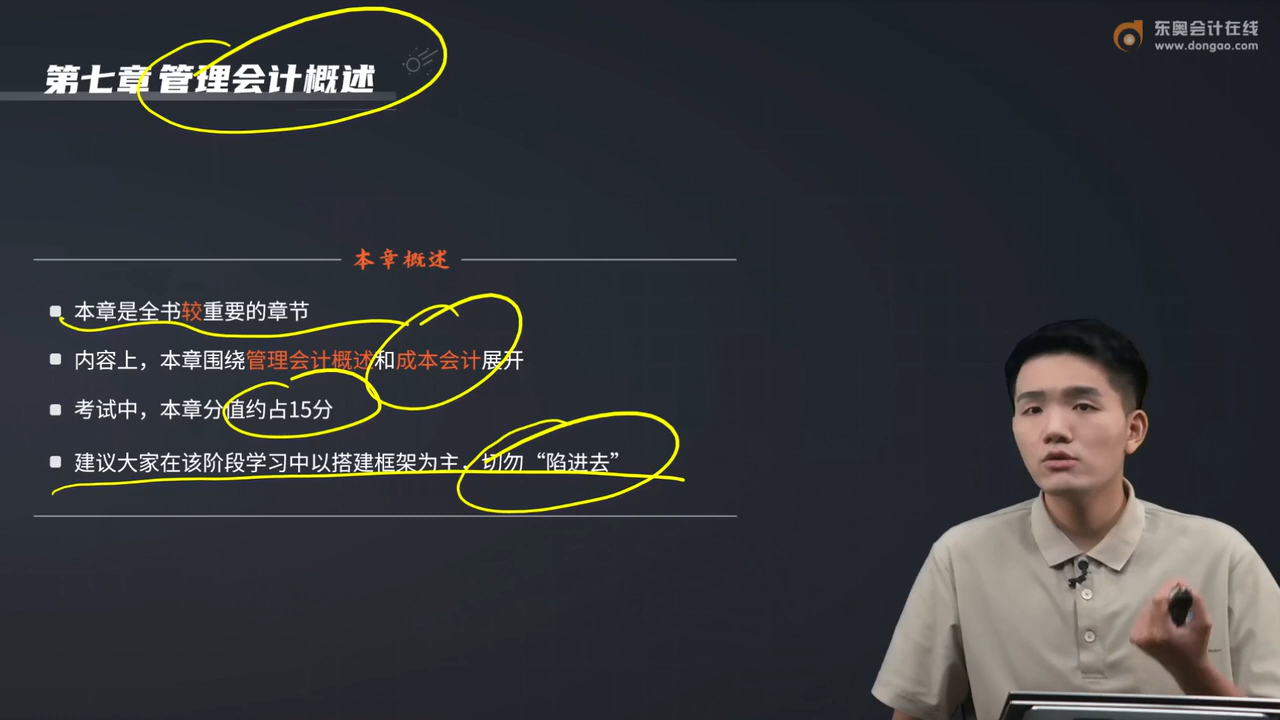 第七章 管理会计概述
东奥会计在线
www.dongao.com
本章概述
本章是全书较重要的章节
内容上，本章围绕管理会计概述和成本会计展开
考试中，本章分值约占15分
建议大家在该阶段学习中以搭建框架为主，切勿“陷进去”